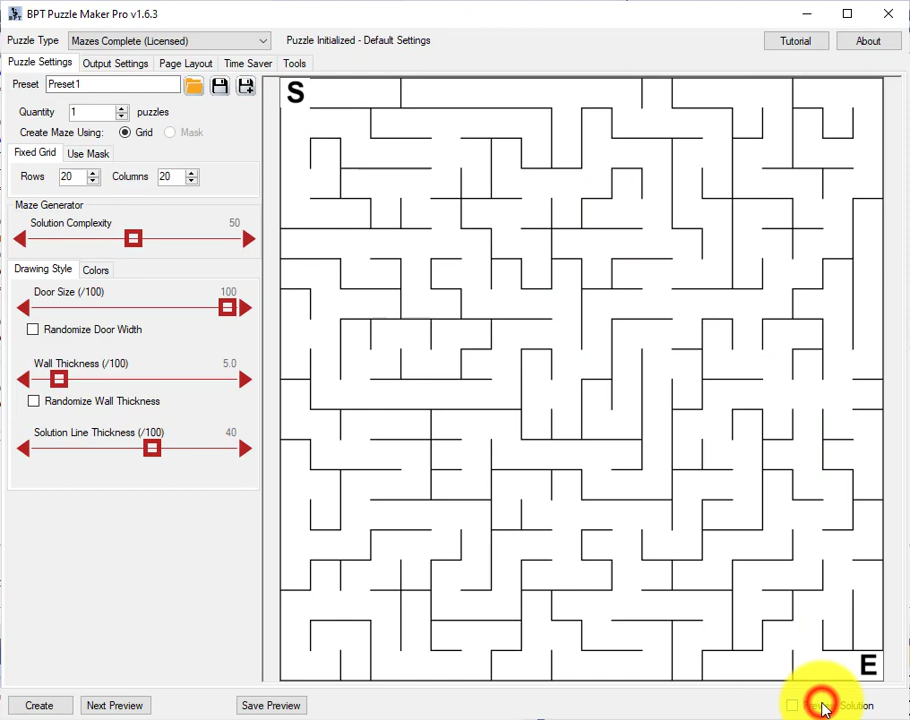 BPT Puzzle Maker Pro v1.6.3
Puzzle Type Mazes Complete (Licensed) Puzzle Initialized - Default Settings Tutorial About
Puzzle Settings Output Settings Page Layout Time Saver Tools
Preset Preset1
Quantity 1 puzzles
Create Maze Using: Grid Mask
Fixed Grid Use Mask
Rows 20 Columns 20
Maze Generator
Solution Complexity 50
Drawing Style Colors
Door Size (/100) 100
Randomize Door Width
Wall Thickness (/100) 5.0
Randomize Wall Thickness
Solution Line Thickness (/100) 40
S
E
Create Next Preview Save Preview Solution